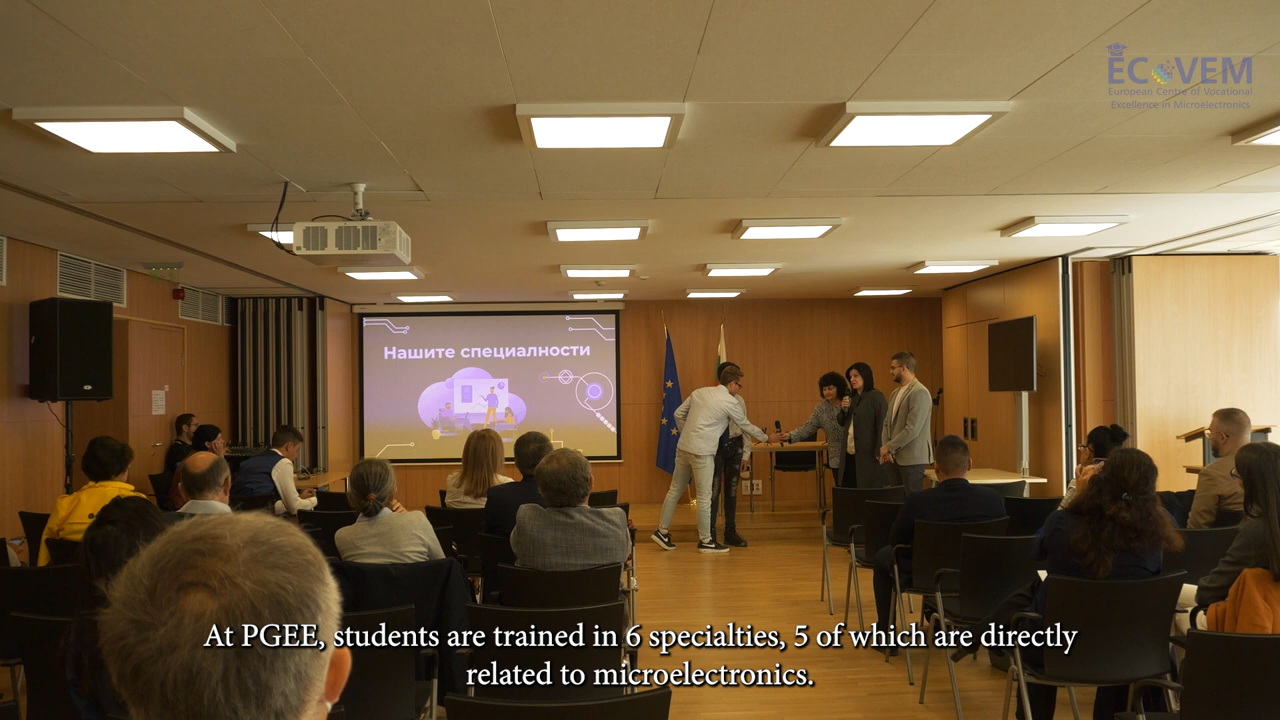 ECOVEM
European Centre of Vocational
Excellence in Microelectronics
Нашите специалности
At PGEE, students are trained in 6 specialties, 5 of which are directly
related to microelectronics.